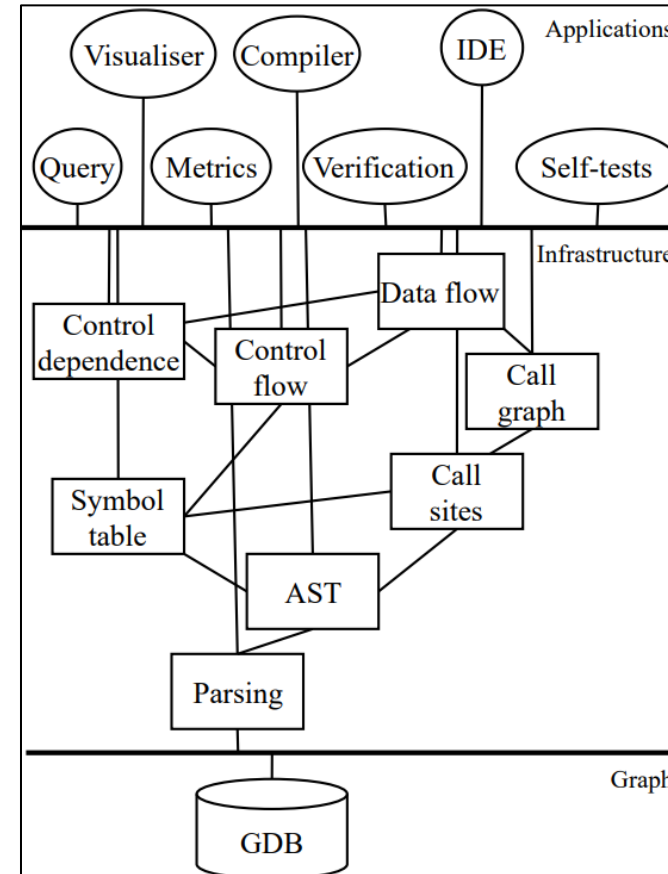 Applications
Visualiser
Compiler
IDE
Query
Metrics
Verification
Self-tests
Infrastructure
Data flow
Control
dependence
Control
flow
Call
graph
Symbol
table
Call
sites
AST
Parsing
Graph
GDB